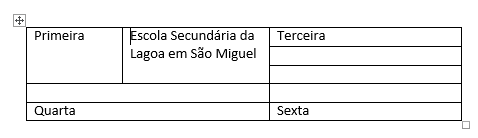 Primeira
Escola Secundária da
Lagoa em São Miguel
Terceira
Quarta
Sexta